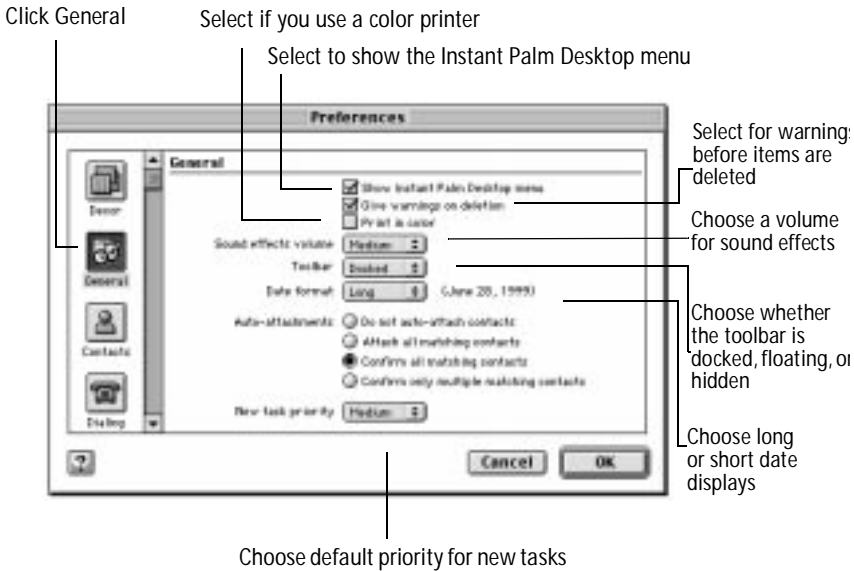 Click General
Select if you use a color printer
Select to show the Instant Palm Desktop menu
Preferences
General
Select for warnings
before items are
deleted
Show Instant Palm Desktop menu
Give warnings on deletion
Print in color
Decor
Choose a volume
for sound effects
Sound effects volume Medium
Toolbar Docked
Date format Long (June 28, 1999)
General
Choose whether
the toolbar is
docked, floating, or
hidden
Auto-attachments Do not auto-attach contacts
Attach all matching contacts
Confirm all matching contacts
Confirm only multiple matching contacts
Contacts
New task priority Medium
Dialing
Choose long
or short date
displays
?
Cancel
OK
Choose default priority for new tasks